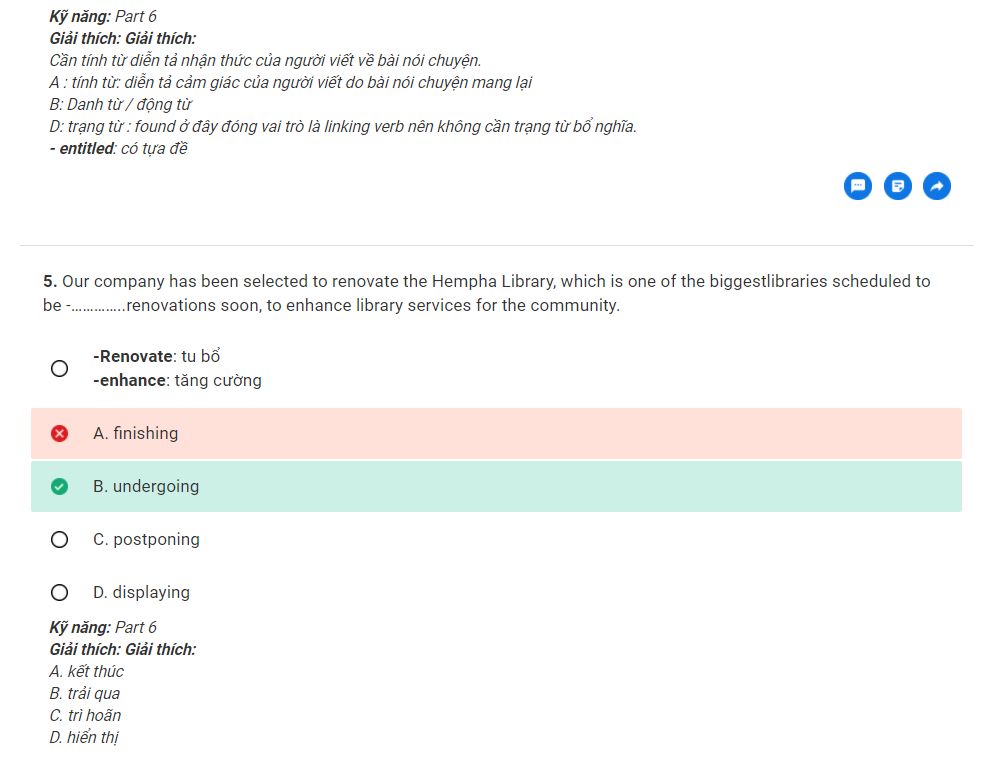 Kỹ năng: Part 6
Giải thích: Giải thích:
Cần tính từ diễn tả nhận thức của người viết về bài nói chuyện.
A : tính từ: diễn tả cảm giác của người viết do bài nói chuyện mang lại
B: Danh từ / động từ
D: trạng từ : found ở đây đóng vai trò là linking verb nên không cần trạng từ bổ nghĩa.
- entitled: có tựa đề
5. Our company has been selected to renovate the Hempha Library, which is one of the biggestlibraries scheduled to
be -..............renovations soon, to enhance library services for the community.
-Renovate: tu bổ
-enhance: tăng cường
A. finishing
B. undergoing
C. postponing
D. displaying
Kỹ năng: Part 6
Giải thích: Giải thích:
A. kết thúc
B. trải qua
C. trì hoãn
D. hiển thị